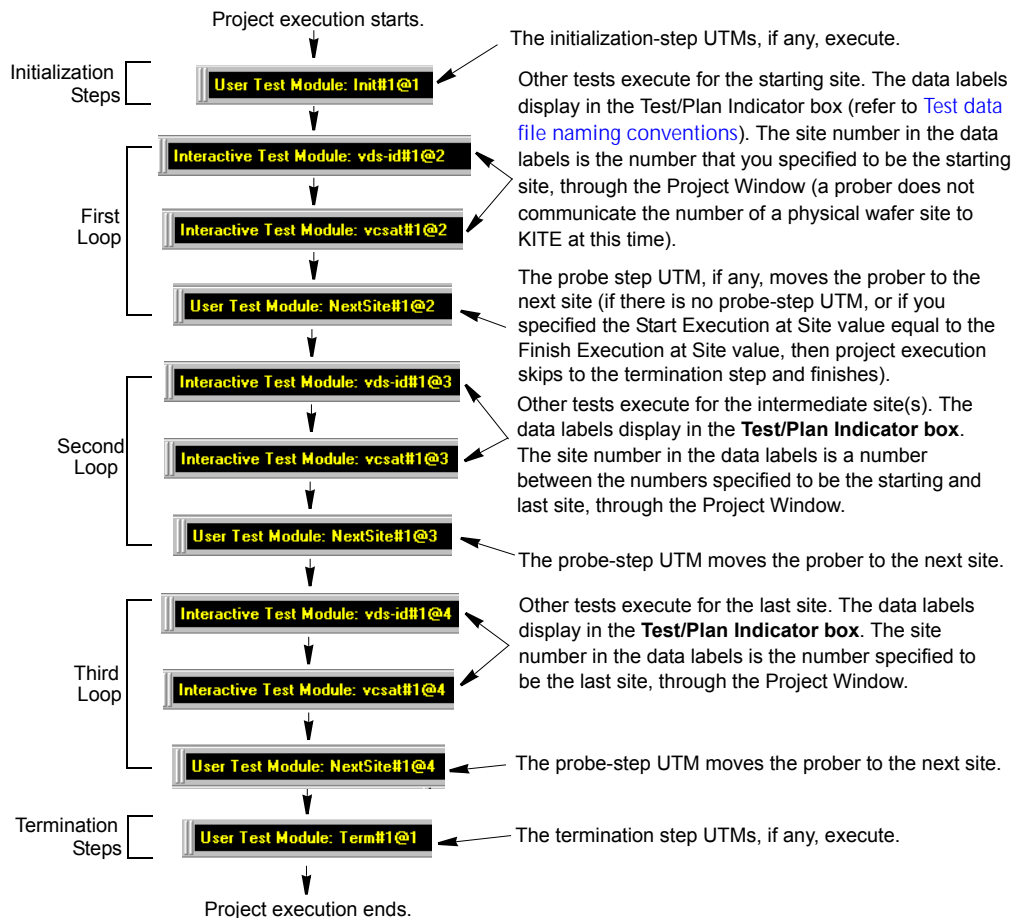 Project execution starts.
The initialization-step UTMs, if any, execute.
Initialization
Steps
User Test Module: Init#1@1
Other tests execute for the starting site. The data labels
display in the Test/Plan Indicator box (refer to Test data
file naming conventions). The site number in the data
labels is the number that you specified to be the starting
site, through the Project Window (a prober does not
communicate the number of a physical wafer site to
KITE at this time).
First
Loop
Interactive Test Module: vds-id#1@2
Interactive Test Module: vcsat#1@2
User Test Module: NextSite#1@2
The probe step UTM, if any, moves the prober to the
next site (if there is no probe-step UTM, or if you
specified the Start Execution at Site value equal to the
Finish Execution at Site value, then project execution
skips to the termination step and finishes).
Second
Loop
Interactive Test Module: vds-id#1@3
Interactive Test Module: vcsat#1@3
User Test Module: NextSite#1@3
Other tests execute for the intermediate site(s). The
data labels display in the Test/Plan Indicator box.
The site number in the data labels is a number
between the numbers specified to be the starting and
last site, through the Project Window.
The probe-step UTM moves the prober to the next site.
Third
Loop
Interactive Test Module: vds-id#1@4
Interactive Test Module: vcsat#1@4
User Test Module: NextSite#1@4
Other tests execute for the last site. The data labels
display in the Test/Plan Indicator box. The site
number in the data labels is the number specified to
be the last site, through the Project Window.
The probe-step UTM moves the prober to the next site.
Termination
Steps
User Test Module: Term#1@1
The termination step UTMs, if any, execute.
Project execution ends.